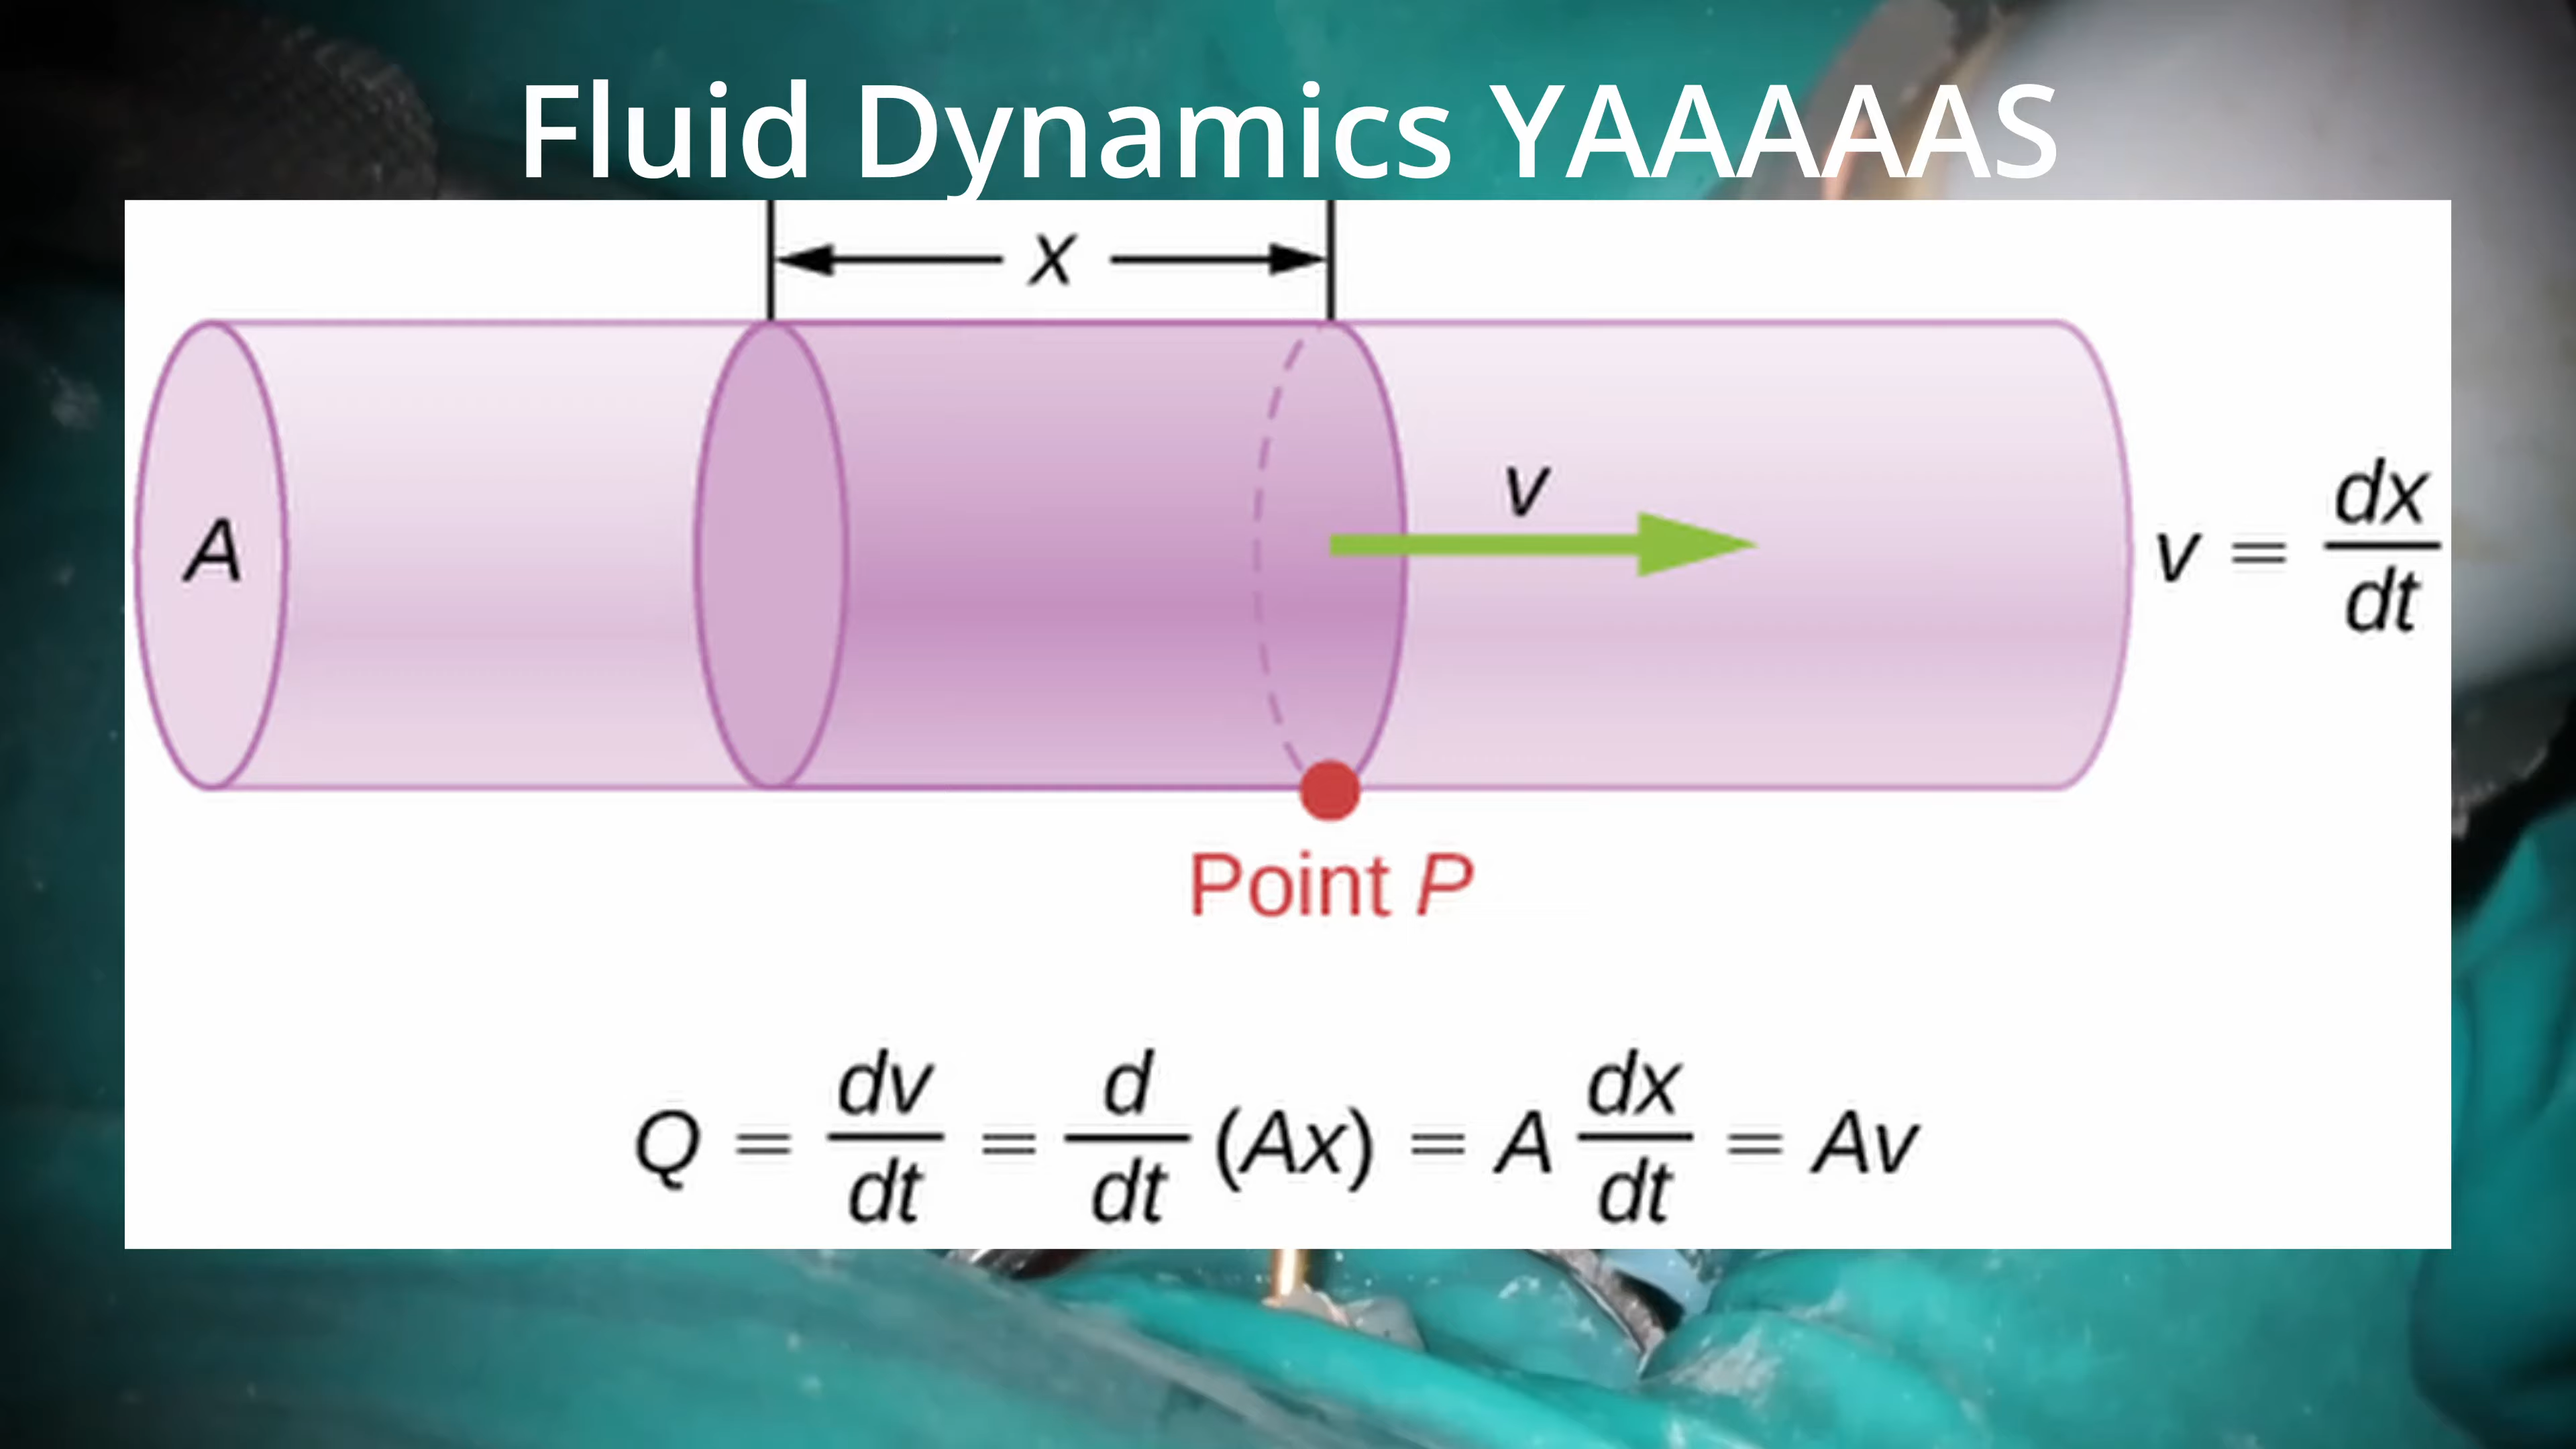 Fluid Dynamics YAAAAAS
x
A
v
v = dx/dt
Point P
Q = dv/dt = d/dt (Ax) = A dx/dt = Av